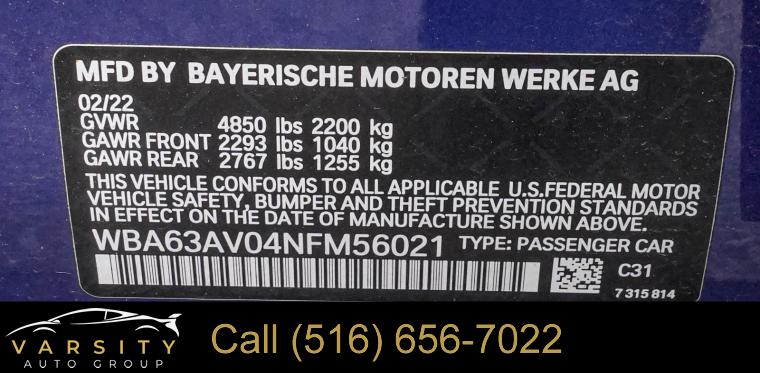 MFD BY BAYERISCHE MOTOREN WERKE AG
02/22
GVWR 4850 lbs 2200 kg
GAWR FRONT 2293 lbs 1040 kg
GAWR REAR 2767 lbs 1255 kg
THIS VEHICLE CONFORMS TO ALL APPLICABLE U.S.FEDERAL MOTOR
VEHICLE SAFETY, BUMPER AND THEFT PREVENTION STANDARDS
IN EFFECT ON THE DATE OF MANUFACTURE SHOWN ABOVE.
WBA63AV04NFM56021 TYPE: PASSENGER CAR
C31
7 315 814
VARSITY
AUTO GROUP
Call (516) 656-7022